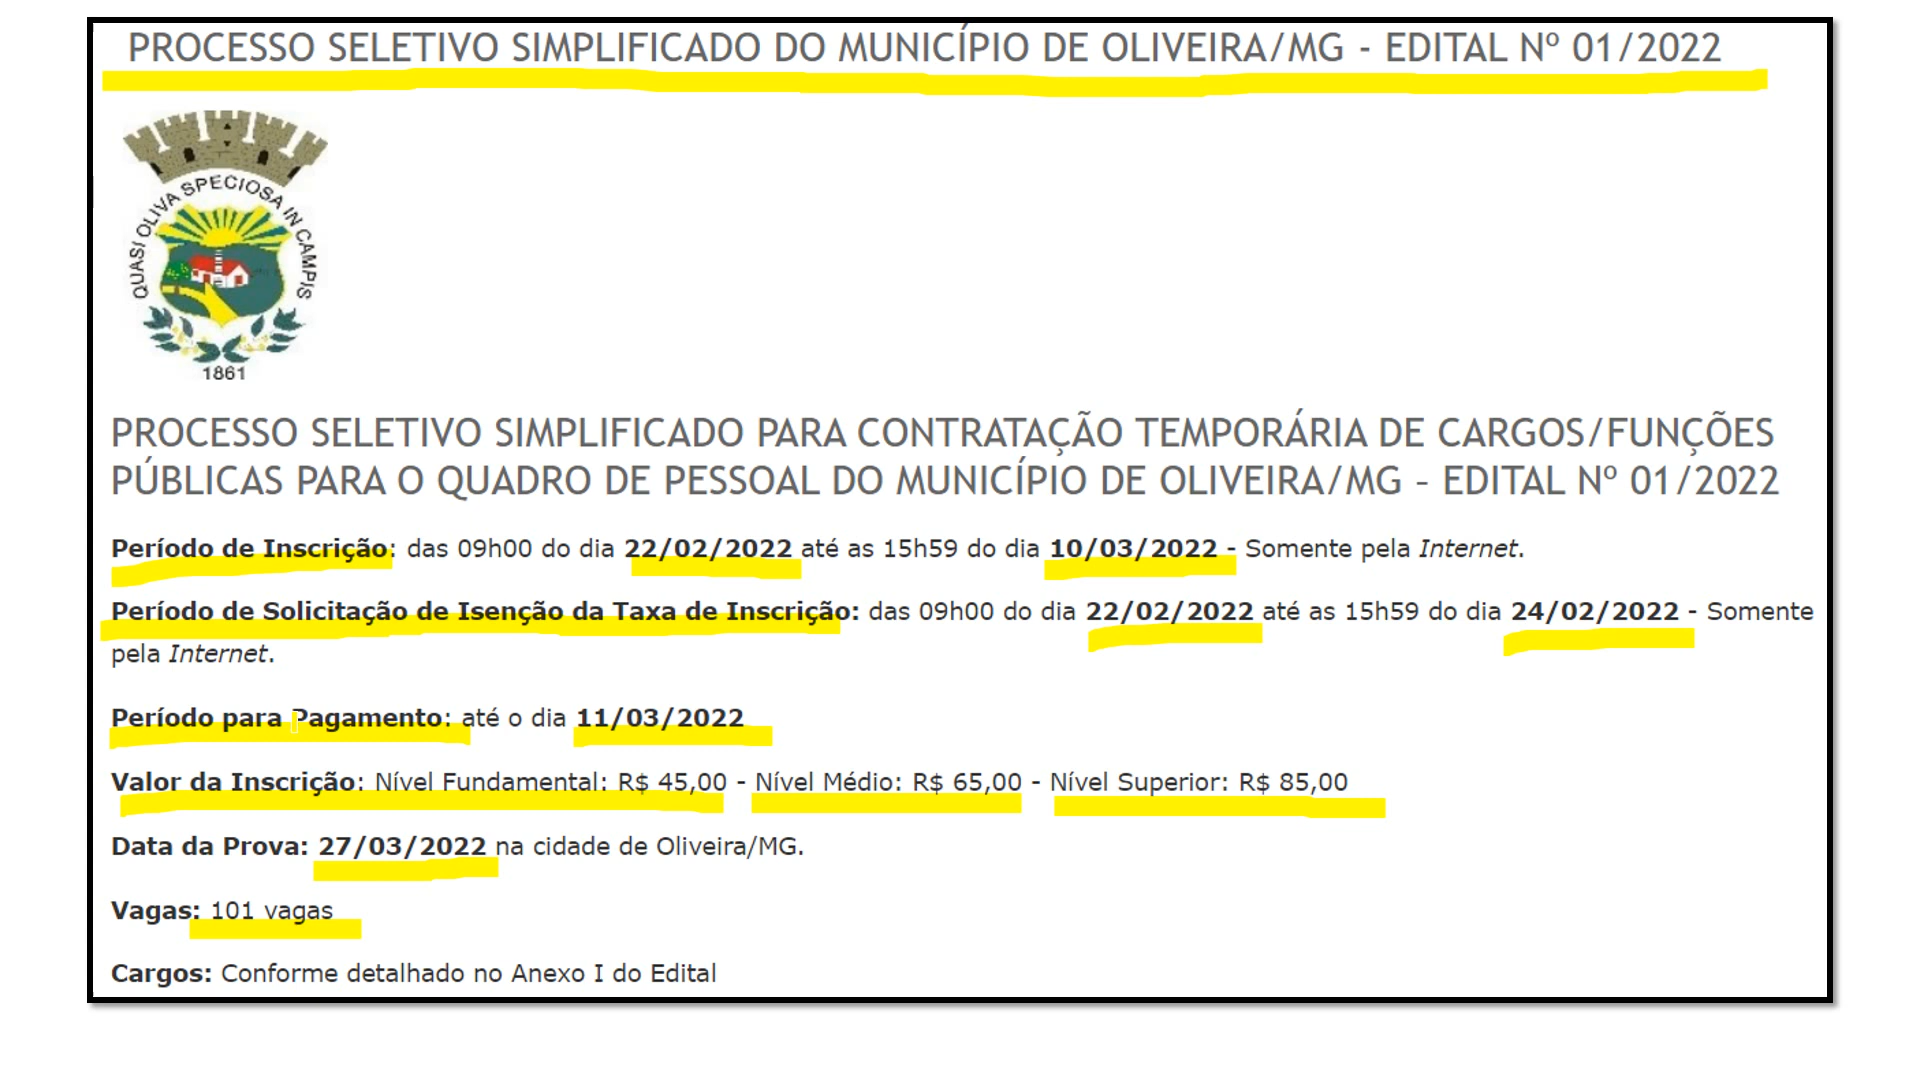 PROCESSO SELETIVO SIMPLIFICADO DO MUNICÍPIO DE OLIVEIRA/MG - EDITAL Nº 01/2022
QUASI OLIVA SPECIOSA IN CAMPIS
1861
PROCESSO SELETIVO SIMPLIFICADO PARA CONTRATAÇÃO TEMPORÁRIA DE CARGOS/FUNÇÕES
PÚBLICAS PARA O QUADRO DE PESSOAL DO MUNICÍPIO DE OLIVEIRA/MG – EDITAL Nº 01/2022
Período de Inscrição: das 09h00 do dia 22/02/2022 até as 15h59 do dia 10/03/2022 - Somente pela Internet.
Período de Solicitação de Isenção da Taxa de Inscrição: das 09h00 do dia 22/02/2022 até as 15h59 do dia 24/02/2022 - Somente
pela Internet.
Período para Pagamento: até o dia 11/03/2022
Valor da Inscrição: Nível Fundamental: R$ 45,00 - Nível Médio: R$ 65,00 - Nível Superior: R$ 85,00
Data da Prova: 27/03/2022 na cidade de Oliveira/MG.
Vagas: 101 vagas
Cargos: Conforme detalhado no Anexo I do Edital